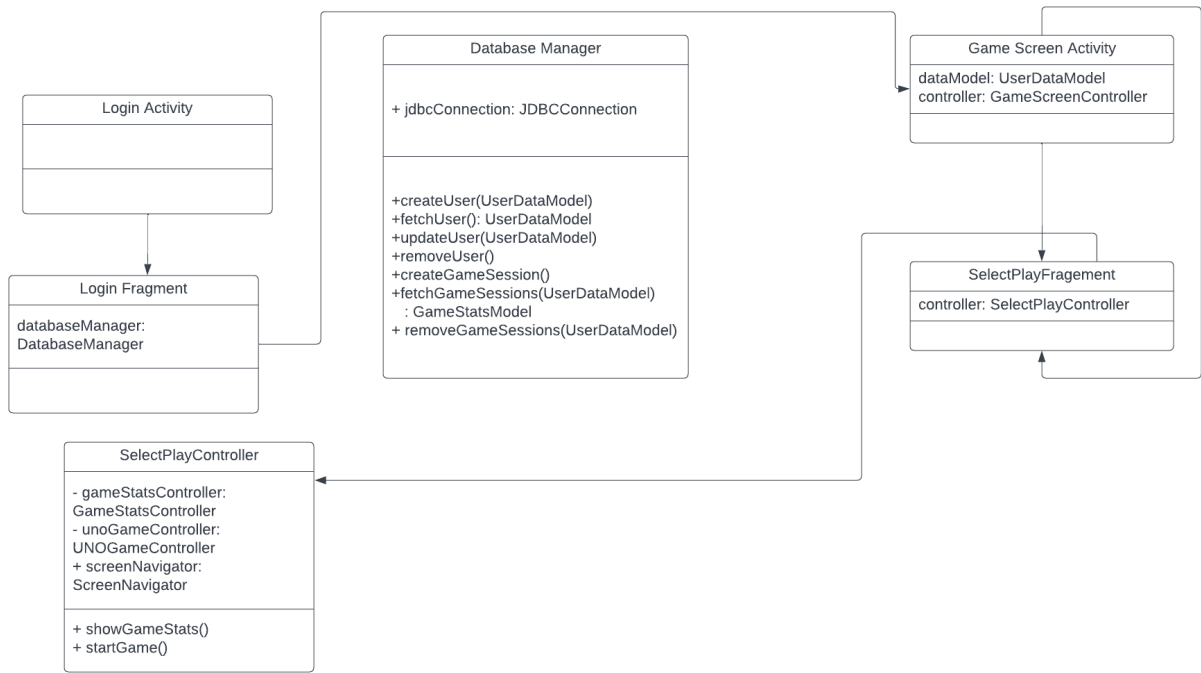 Login Activity
Login Fragment
databaseManager:
DatabaseManager
Database Manager
+ jdbcConnection: JDBCConnection
+createUser(UserDataModel)
+fetchUser(): UserDataModel
+updateUser(UserDataModel)
+removeUser()
+createGameSession()
+fetchGameSessions(UserDataModel)
: GameStatsModel
+ removeGameSessions(UserDataModel)
Game Screen Activity
dataModel: UserDataModel
controller: GameScreenController
SelectPlayFragement
controller: SelectPlayController
SelectPlayController
- gameStatsController:
GameStatsController
- unoGameController:
UNOGameController
+ screenNavigator:
ScreenNavigator
+ showGameStats()
+ startGame()